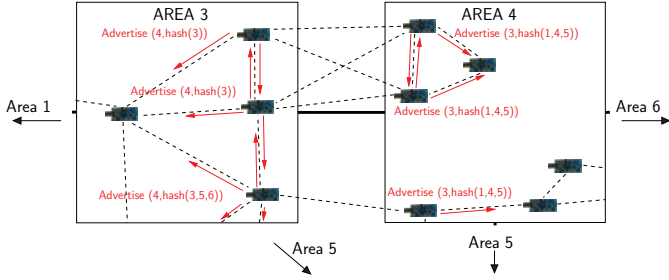 AREA 3
AREA 4
Advertise (4,hash(3))
Advertise (3,hash(1,4,5))
Advertise (4,hash(3))
Area 1
Area 6
Advertise (3,hash(1,4,5))
Advertise (4,hash(3,5,6))
Advertise (3,hash(1,4,5))
Area 5
Area 5